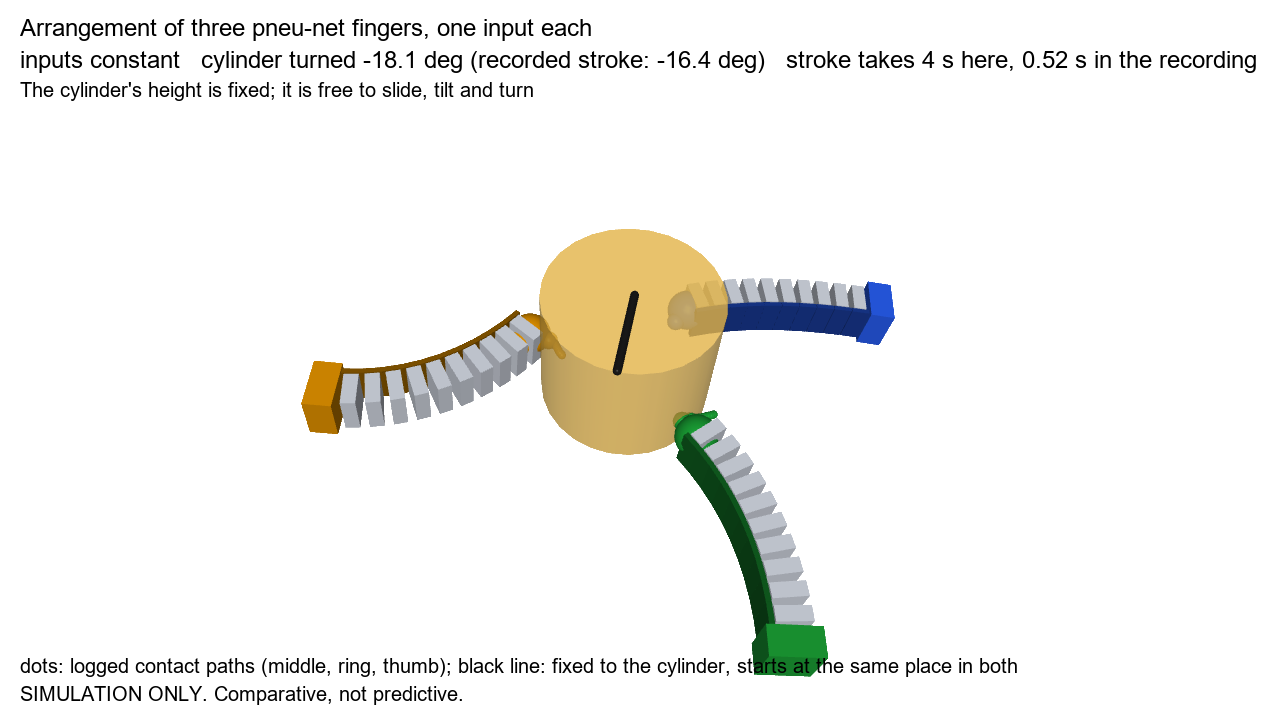 Arrangement of three pneu-net fingers, one input each
inputs constant   cylinder turned -18.1 deg (recorded stroke: -16.4 deg)   stroke takes 4 s here, 0.52 s in the recording
The cylinder's height is fixed; it is free to slide, tilt and turn
dots: logged contact paths (middle, ring, thumb); black line: fixed to the cylinder, starts at the same place in both
SIMULATION ONLY. Comparative, not predictive.